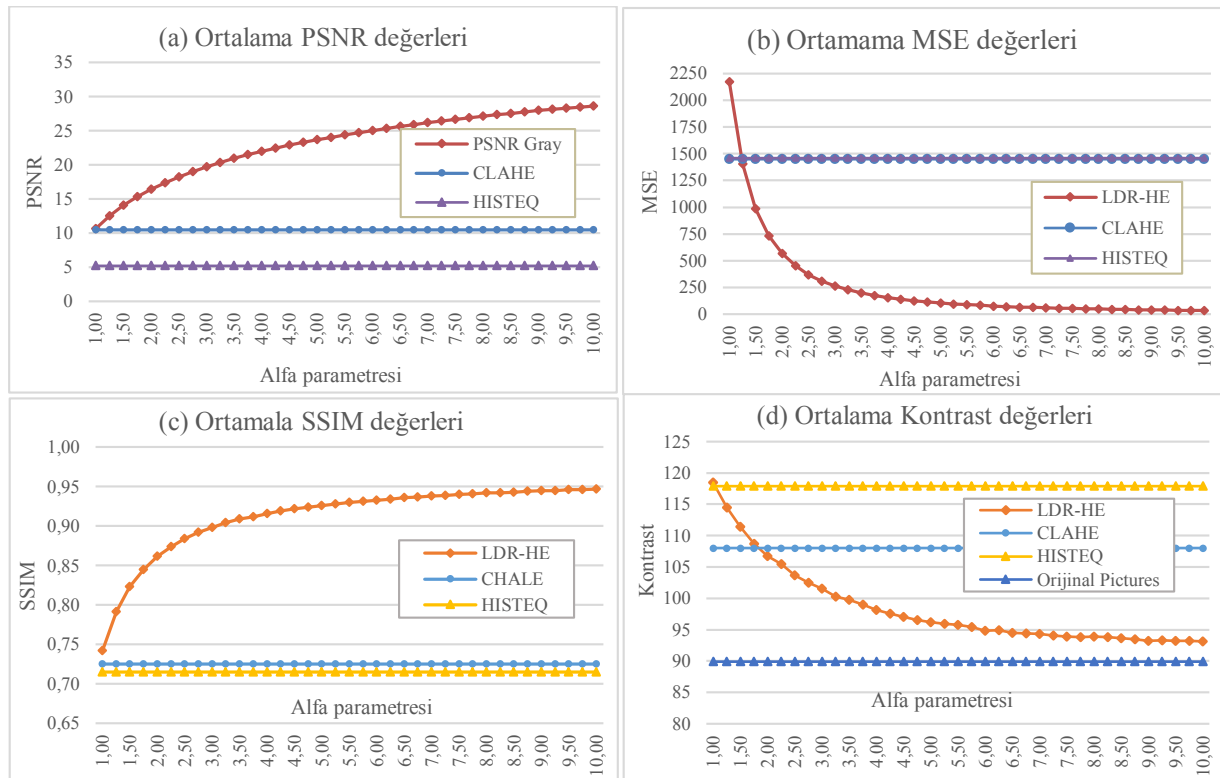 (a) Ortalama PSNR değerleri
35
30
25
20
15
10
5
0
PSNR
PSNR Gray
CLAHE
HISTEQ
1,00 1,50 2,00 2,50 3,00 3,50 4,00 4,50 5,00 5,50 6,00 6,50 7,00 7,50 8,00 8,50 9,00 9,50 10,00
Alfa parametresi
(b) Ortamama MSE değerleri
2250
2000
1750
1500
1250
1000
750
500
250
0
MSE
LDR-HE
CLAHE
HISTEQ
1,00 1,50 2,00 2,50 3,00 3,50 4,00 4,50 5,00 5,50 6,00 6,50 7,00 7,50 8,00 8,50 9,00 9,50 10,00
Alfa parametresi
(c) Ortamala SSIM değerleri
1,00
0,95
0,90
0,85
0,80
0,75
0,70
0,65
SSIM
LDR-HE
CHALE
HISTEQ
Alfa parametresi
1,00 1,50 2,00 2,50 3,00 3,50 4,00 4,50 5,00 5,50 6,00 6,50 7,00 7,50 8,00 8,50 9,00 9,50 10,00
(d) Ortalama Kontrast değerleri
125
120
115
110
105
100
95
90
85
80
Kontrast
LDR-HE
CLAHE
HISTEQ
Orijinal Pictures
Alfa parametresi
1,00 1,50 2,00 2,50 3,00 3,50 4,00 4,50 5,00 5,50 6,00 6,50 7,00 7,50 8,00 8,50 9,00 9,50 10,00